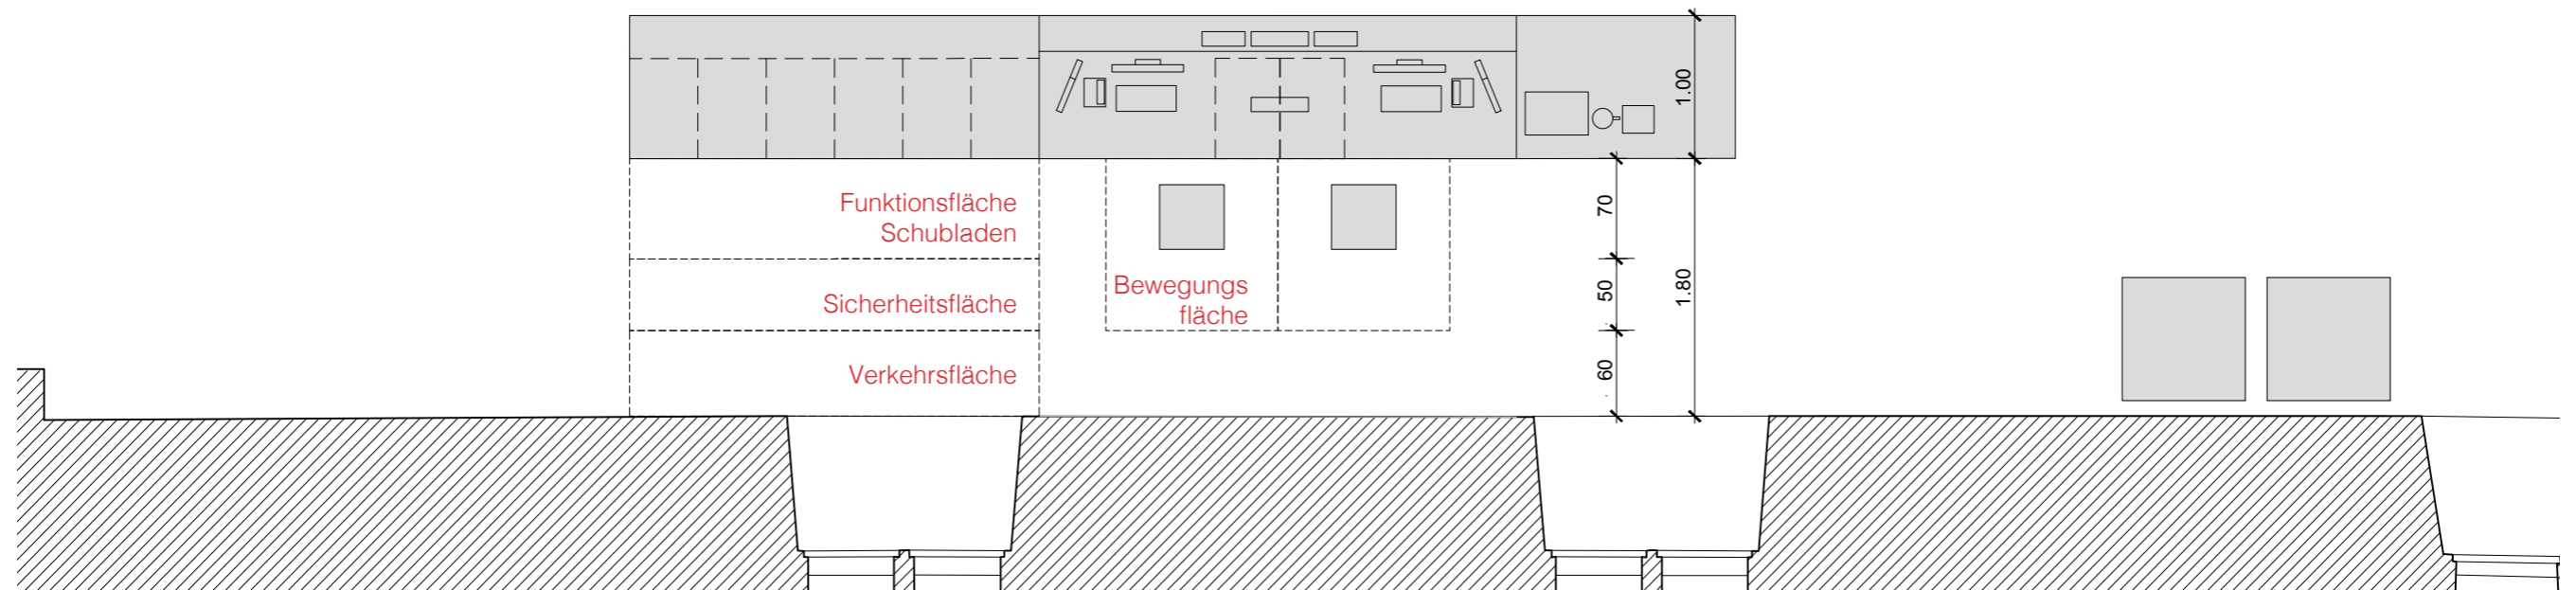 1.00
Funktionsfläche
Schubladen
70
Sicherheitsfläche
Bewegungs
fläche
50
1.80
Verkehrsfläche
60